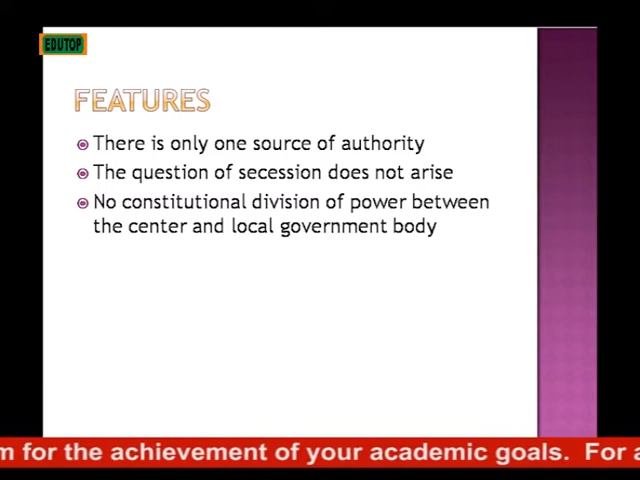 EDUTOP
FEATURES
There is only one source of authority
The question of secession does not arise
No constitutional division of power between
the center and local government body
m for the achievement of your academic goals. For a